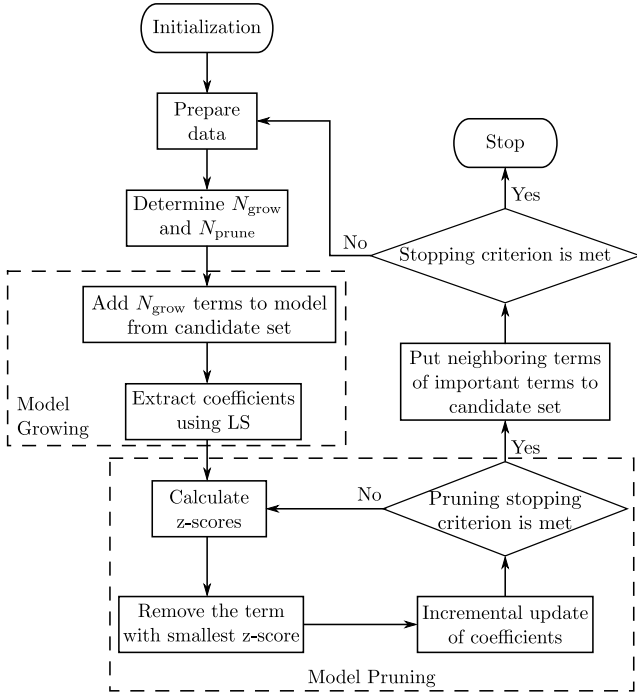 Initialization
Prepare
data
Determine N_grow
and N_prune
Add N_grow terms to model
from candidate set
Extract coefficients
using LS
Model
Growing
Calculate
z-scores
Remove the term
with smallest z-score
Incremental update
of coefficients
Pruning stopping
criterion is met
No
Yes
Model Pruning
Put neighboring terms
of important terms to
candidate set
Stopping criterion is met
No
Yes
Stop